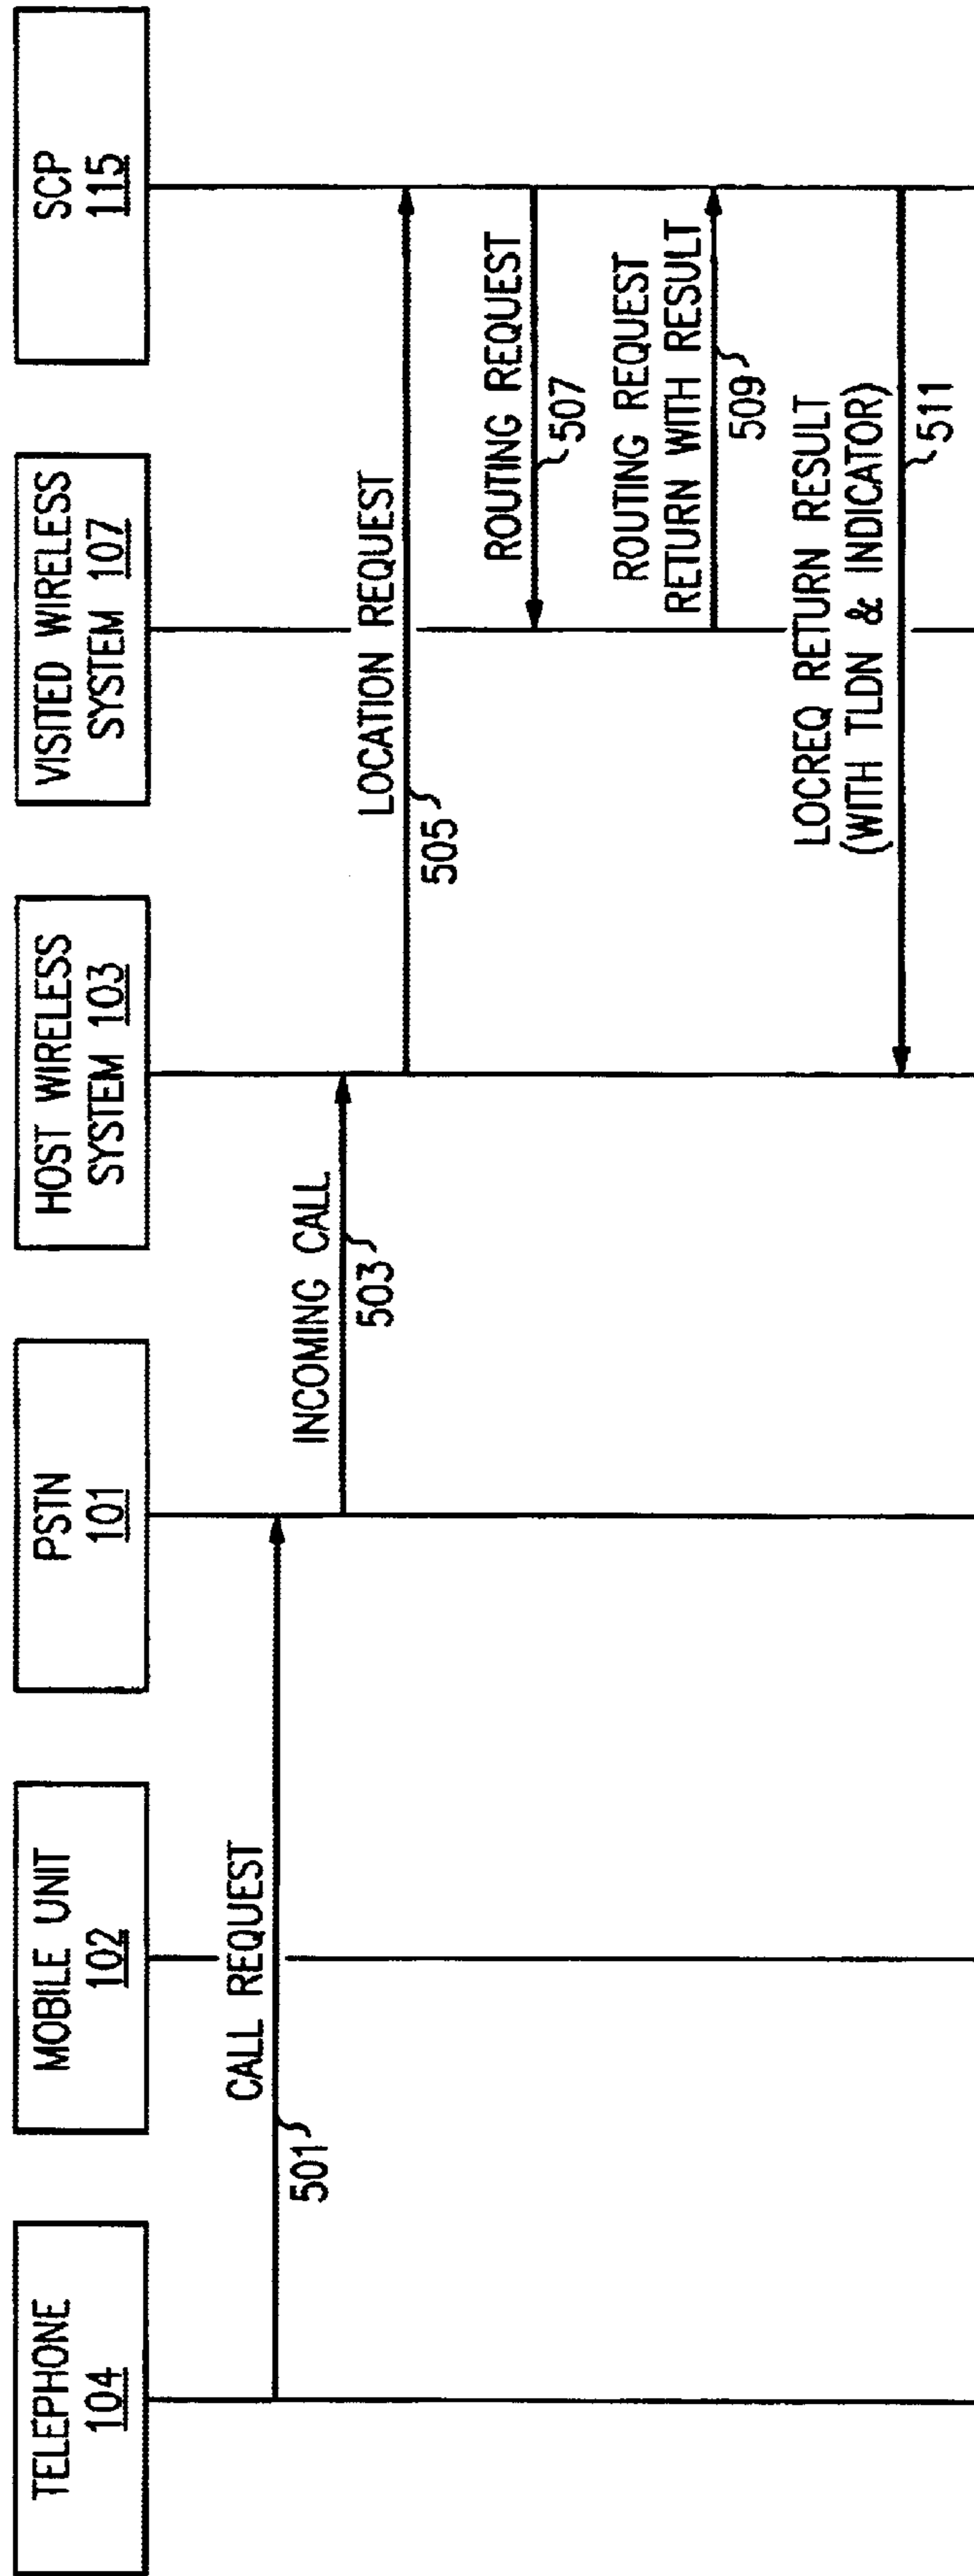 TELEPHONE
104
MOBILE UNIT
102
PSTN
101
HOST WIRELESS
SYSTEM 103
VISITED WIRELESS
SYSTEM 107
SCP
115
CALL REQUEST
501
INCOMING CALL
503
LOCATION REQUEST
505
ROUTING REQUEST
507
ROUTING REQUEST
RETURN WITH RESULT
509
LOCREQ RETURN RESULT
(WITH TLDN & INDICATOR)
511